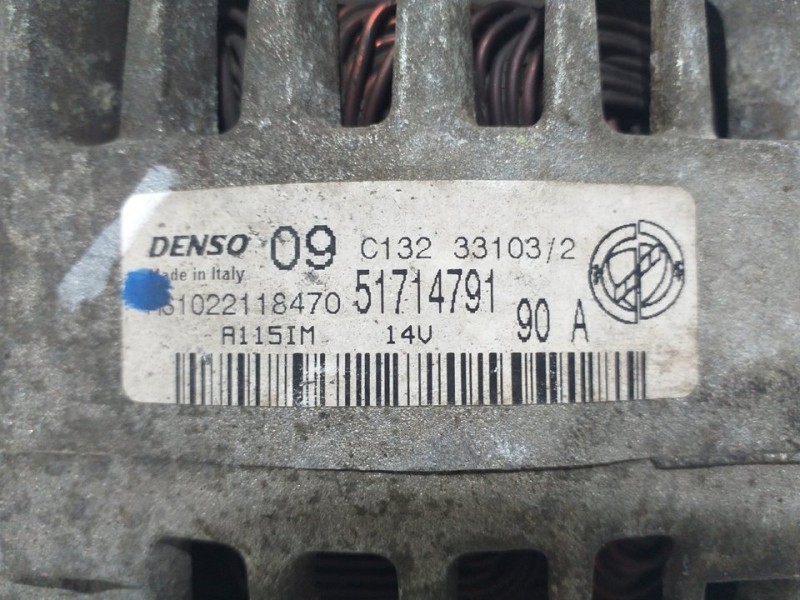 DENSO 09 C132 33103/2
Made in Italy
MS1022118470 51714791 90 A
A115IM 14V